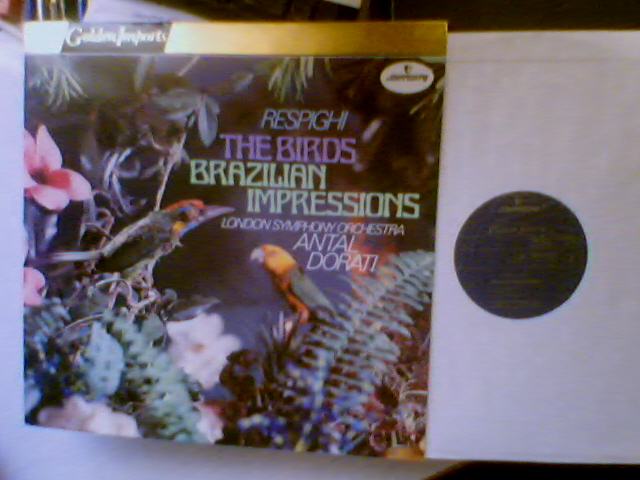 Golden Imports
Mercury
RESPIGHI
THE BIRDS
BRAZILIAN
IMPRESSIONS
LONDON SYMPHONY ORCHESTRA
ANTAL
DORATI